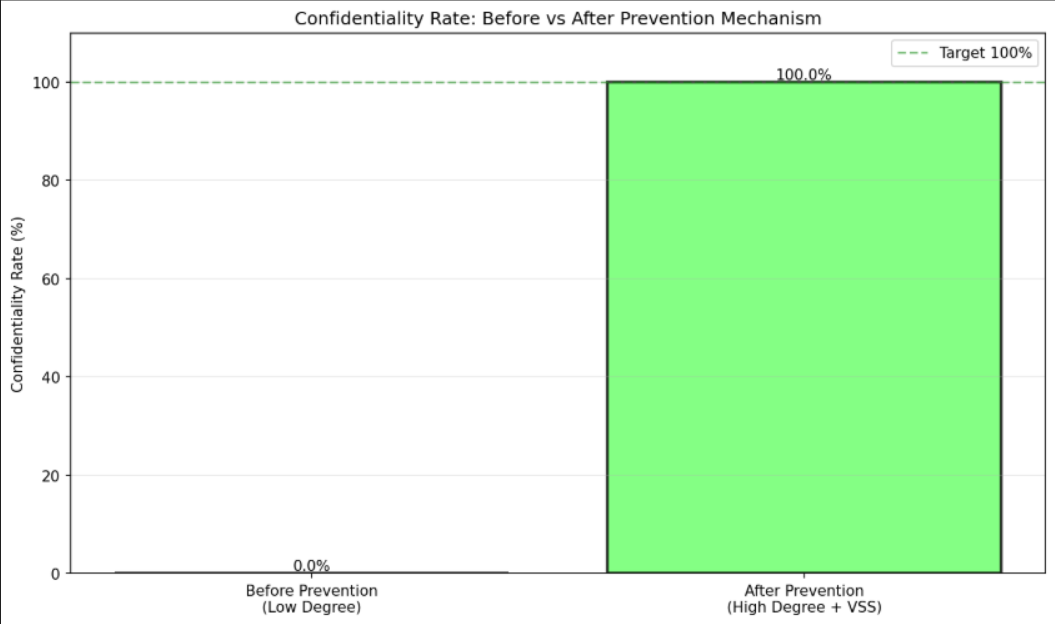 Confidentiality Rate: Before vs After Prevention Mechanism
Target 100%
Confidentiality Rate (%)
100
80
60
40
20
0
0.0%
100.0%
Before Prevention
(Low Degree)
After Prevention
(High Degree + VSS)